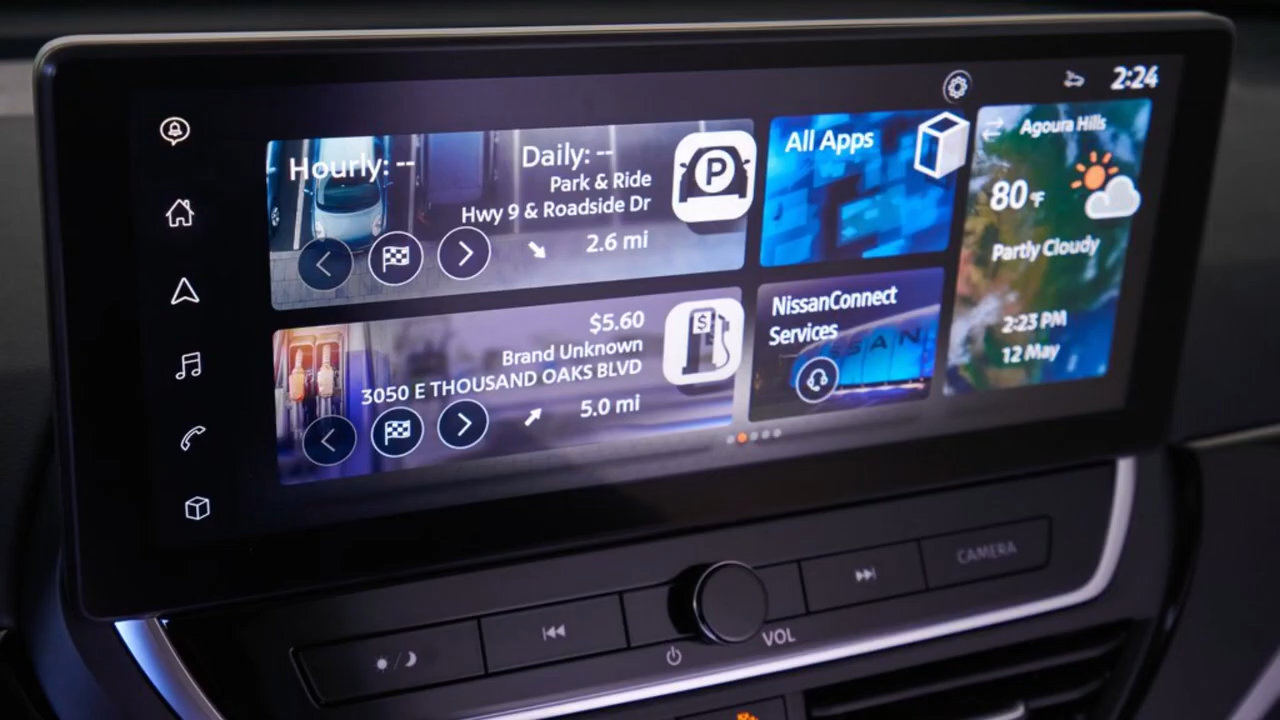 2:24
Hourly: --
Daily: --
Park & Ride
Hwy 9 & Roadside Dr
2.6 mi
P
All Apps
Agoura Hills
80 °F
Partly Cloudy
2:23 PM
12 May
$5.60
Brand Unknown
3050 E THOUSAND OAKS BLVD
5.0 mi
$
NissanConnect
Services
CAMERA
VOL